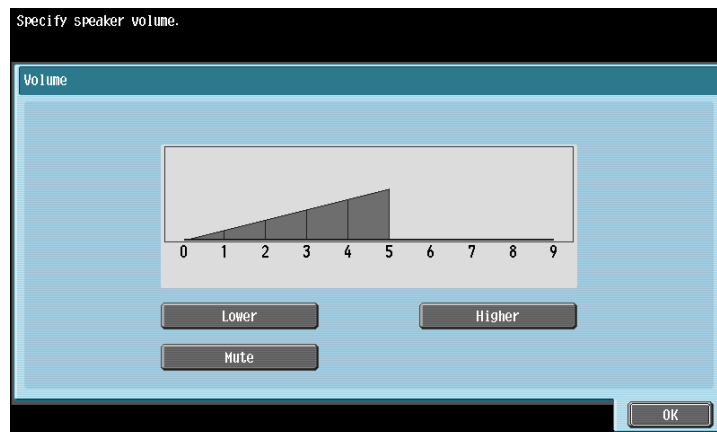 Specify speaker volume.
Volume
0 1 2 3 4 5 6 7 8 9
Lower Higher
Mute
OK